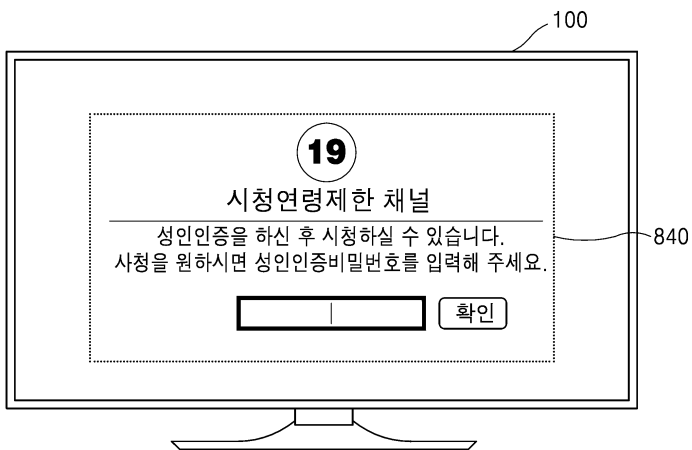 100
19
시청연령제한 채널
성인인증을 하신 후 시청하실 수 있습니다.
사청을 원하시면 성인인증비밀번호를 입력해 주세요.
확인
840